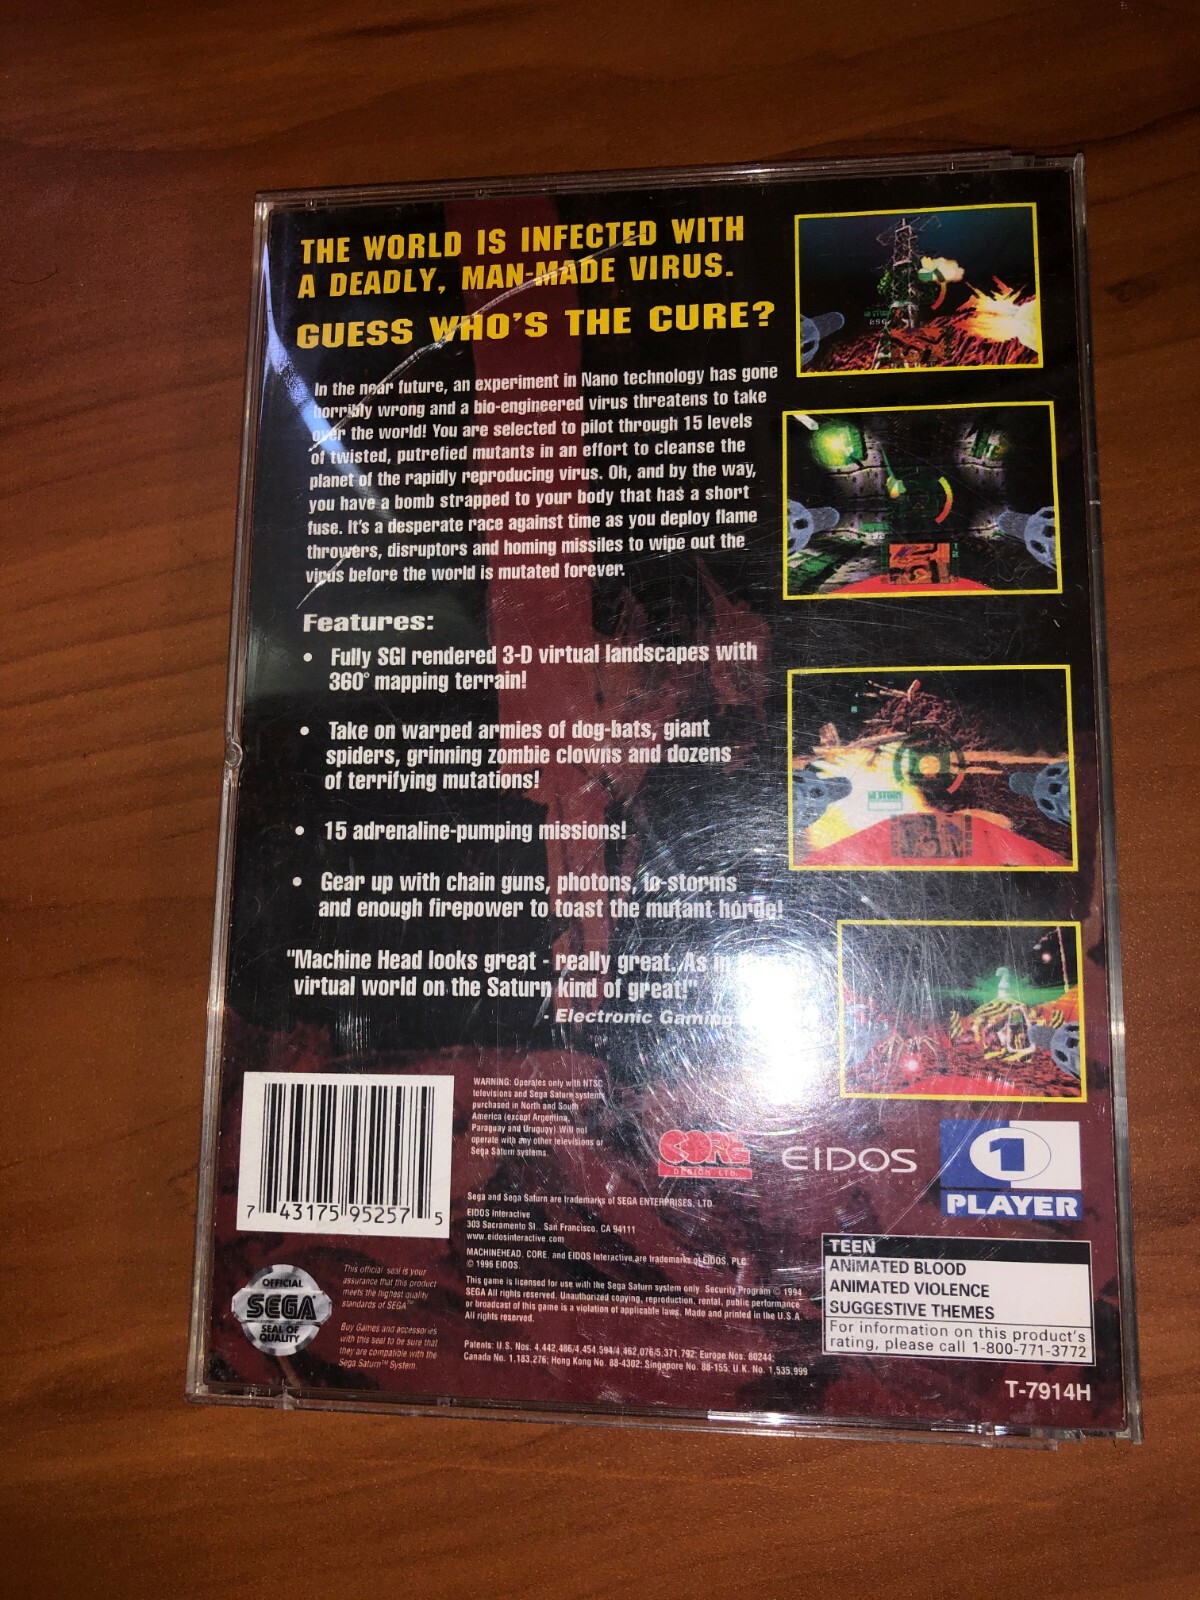 THE WORLD IS INFECTED WITH
A DEADLY, MAN-MADE VIRUS.
GUESS WHO'S THE CURE?
In the near future, an experiment in Nano technology has gone
horribly wrong and a bio-engineered virus threatens to take
over the world! You are selected to pilot through 15 levels
of twisted, putrefied mutants in an effort to cleanse the
planet of the rapidly reproducing virus. Oh, and by the way,
you have a bomb strapped to your body that has a short
fuse. It's a desperate race against time as you deploy flame
throwers, disruptors and homing missiles to wipe out the
virus before the world is mutated forever.
Features:
• Fully SGI rendered 3-D virtual landscapes with
360° mapping terrain!
• Take on warped armies of dog-bats, giant
spiders, grinning zombie clowns and dozens
of terrifying mutations!
• 15 adrenaline-pumping missions!
• Gear up with chain guns, photons, io-storms
and enough firepower to toast the mutant horde!
"Machine Head looks great - really great. As in
virtual world on the Saturn kind of great!"
- Electronic Gaming
WARNING: Operates only with NTSC
televisions and Sega Saturn systems
purchased in North and South
America (except Argentina,
Paraguay and Uruguay). Will not
operate with any other televisions or
Sega Saturn systems.
CORE
DESIGN LTD.
EIDOS
1
PLAYER
7 43175 95257 5
Sega and Sega Saturn are trademarks of SEGA ENTERPRISES, LTD.
EIDOS Interactive
303 Sacramento St., San Francisco, CA 94111
www.eidosinteractive.com
MACHINEHEAD, CORE, and EIDOS Interactive are trademarks of EIDOS, PLC.
© 1996 EIDOS.
This game is licensed for use with the Sega Saturn system only. Security Program © 1994
SEGA All rights reserved. Unauthorized copying, reproduction, rental, public performance
or broadcast of this game is a violation of applicable laws. Made and printed in the U.S.A.
All rights reserved.
Patents: U.S. Nos. 4,442,486/4,454,594/4,462,076/5,371,792; Europe Nos. 80244;
Canada No. 1,183,276; Hong Kong No. 88-4302; Singapore No. 88-155; U.K. No. 1,535,999
OFFICIAL
SEGA
SEAL OF
QUALITY
This official seal is your
assurance that this product
meets the highest quality
standards of SEGA™
Buy Games and accessories
with this seal to be sure that
they are compatible with the
Sega Saturn™ System.
TEEN
ANIMATED BLOOD
ANIMATED VIOLENCE
SUGGESTIVE THEMES
For information on this product's
rating, please call 1-800-771-3772
T-7914H